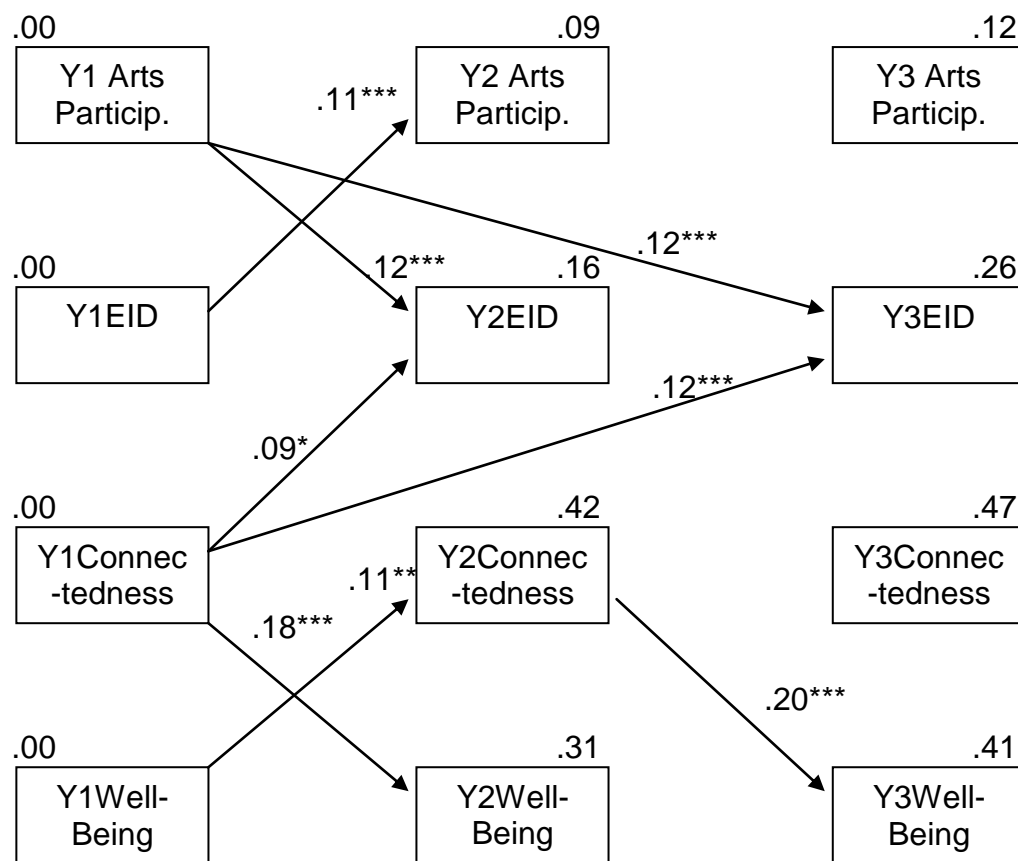 .00
.09
.12
Y1 Arts
Particip.
Y2 Arts
Particip.
Y3 Arts
Particip.
.11***
.12***
.12***
.00
.16
.26
Y1EID
Y2EID
Y3EID
.12***
.09*
.00
.42
.47
Y1Connec
-tedness
Y2Connec
-tedness
Y3Connec
-tedness
.11**
.18***
.20***
.00
.31
.41
Y1Well-
Being
Y2Well-
Being
Y3Well-
Being